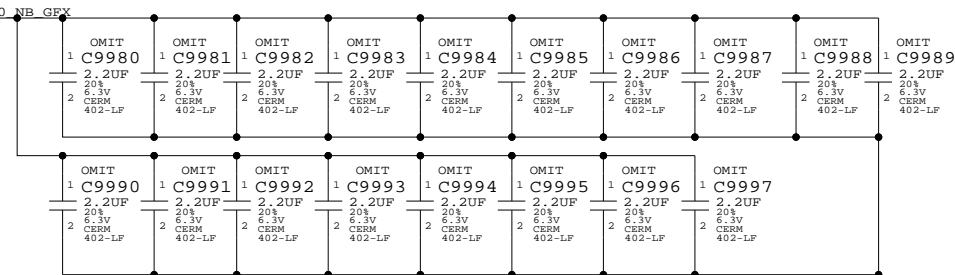 0_NB_GFX
OMIT OMIT OMIT OMIT OMIT OMIT OMIT OMIT OMIT OMIT
1 C9980 1 C9981 1 C9982 1 C9983 1 C9984 1 C9985 1 C9986 1 C9987 1 C9988 1 C9989
2.2UF 2.2UF 2.2UF 2.2UF 2.2UF 2.2UF 2.2UF 2.2UF 2.2UF 2.2UF
20% 20% 20% 20% 20% 20% 20% 20% 20% 20%
2 6.3V 2 6.3V 2 6.3V 2 6.3V 2 6.3V 2 6.3V 2 6.3V 2 6.3V 2 6.3V 2 6.3V
CERM CERM CERM CERM CERM CERM CERM CERM CERM CERM
402-LF 402-LF 402-LF 402-LF 402-LF 402-LF 402-LF 402-LF 402-LF 402-LF
OMIT OMIT OMIT OMIT OMIT OMIT OMIT OMIT
1 C9990 1 C9991 1 C9992 1 C9993 1 C9994 1 C9995 1 C9996 1 C9997
2.2UF 2.2UF 2.2UF 2.2UF 2.2UF 2.2UF 2.2UF 2.2UF
20% 20% 20% 20% 20% 20% 20% 20%
2 6.3V 2 6.3V 2 6.3V 2 6.3V 2 6.3V 2 6.3V 2 6.3V 2 6.3V
CERM CERM CERM CERM CERM CERM CERM CERM
402-LF 402-LF 402-LF 402-LF 402-LF 402-LF 402-LF 402-LF